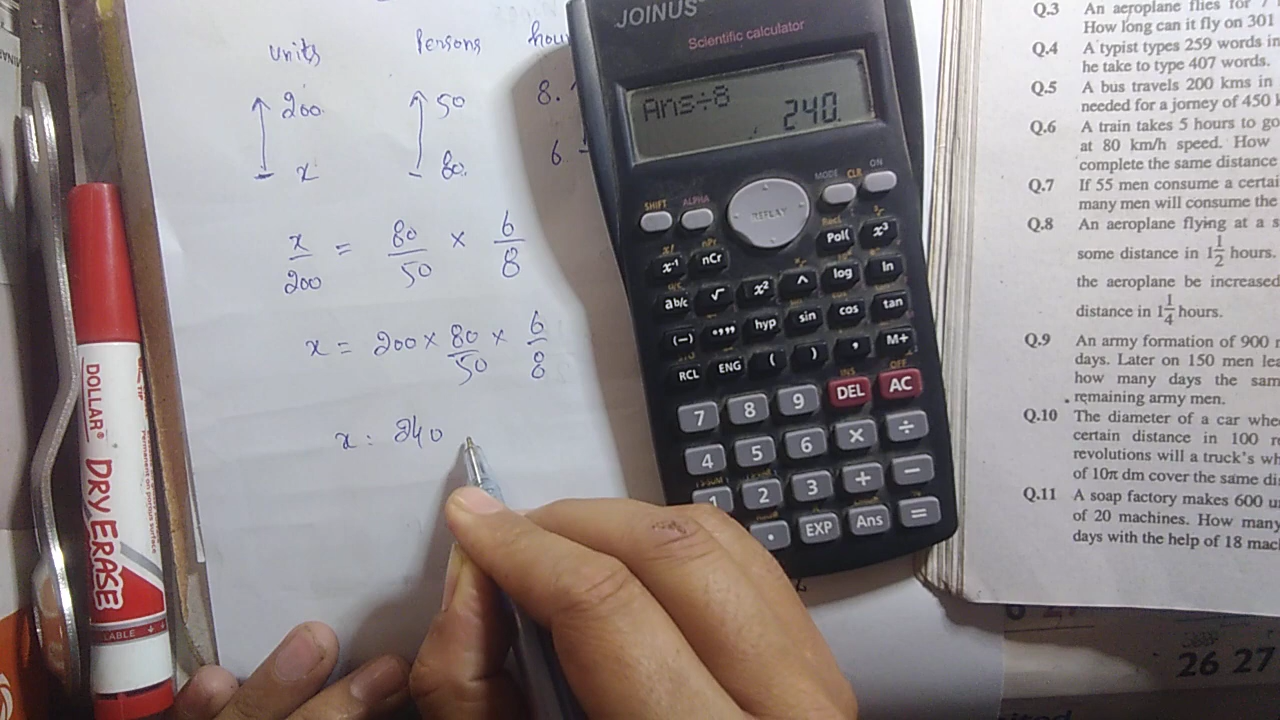 units Persons
200. 50 8.
x 80. 6.
x/200 = 80/50 × 6/8
x = 200 × 80/50 × 6/8
x = 240
JOINUS
Scientific calculator
Ans÷8
240.
SHIFT ALPHA REPLAY MODE CLR ON
x! nPr Rec(
x⁻¹ nCr Pol( x³
d/c
ab/c √ x² ^ log ln
(−) °’” hyp sin cos tan
STO
RCL ENG ( ) , M+
INS OFF
7 8 9 DEL AC
4 5 6 × ÷
1 2 3 + −
. EXP Ans =
DOLLAR®
DRY ERASE
Q.3 An aeroplane flies for 7
How long can it fly on 301
Q.4 A typist types 259 words in
he take to type 407 words.
Q.5 A bus travels 200 kms in
needed for a jorney of 450
Q.6 A train takes 5 hours to go
at 80 km/h speed. How
complete the same distance
Q.7 If 55 men consume a
many men will consume the
Q.8 An aeroplane flying at a s
some distance in 1 1/2 hours.
the aeroplane be increased
distance in 1 1/4 hours.
Q.9 An army formation of 900
days. Later on 150 men
how many days the sam
remaining army men.
Q.10 The diameter of a car
certain distance in 100
revolutions will a truck's
of 10π dm cover the same
Q.11 A soap factory makes 600
of 20 machines. How many
days with the help of 18
26 27